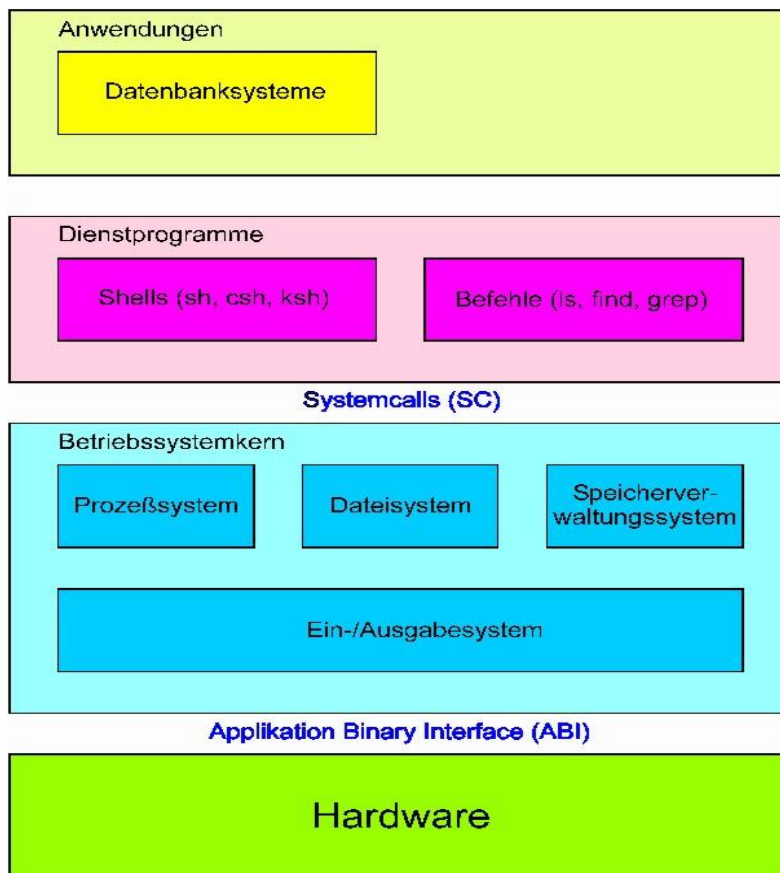 Anwendungen
Datenbanksysteme
Dienstprogramme
Shells (sh, csh, ksh)
Befehle (ls, find, grep)
Systemcalls (SC)
Betriebssystemkern
Prozeßsystem
Dateisystem
Speicherver-
waltungssystem
Ein-/Ausgabesystem
Applikation Binary Interface (ABI)
Hardware